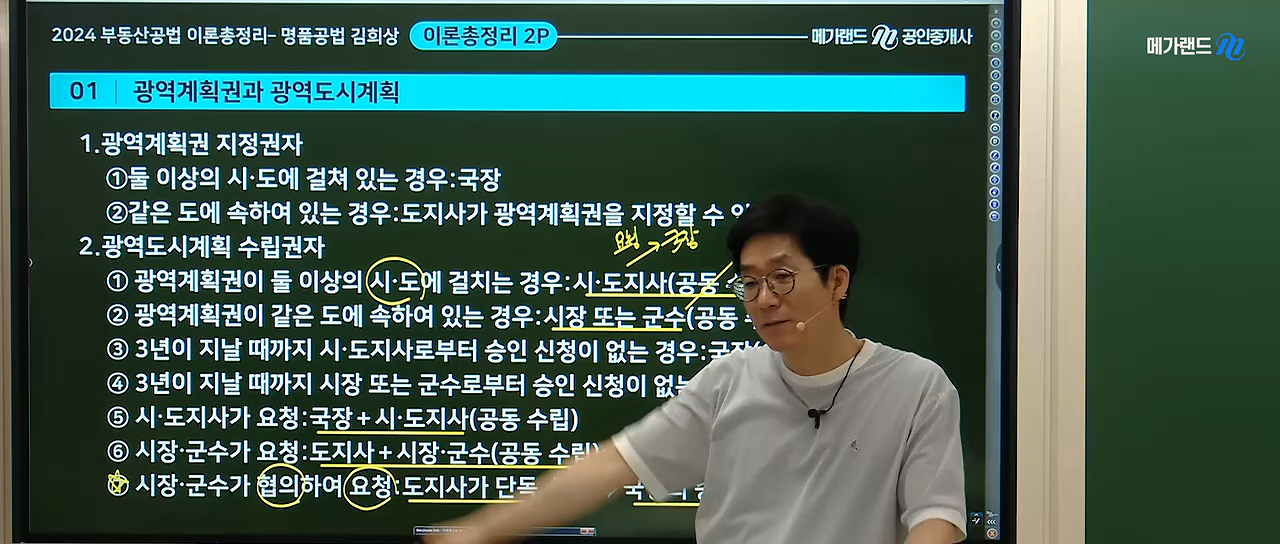 2024 부동산공법 이론총정리- 명품공법 김희상 이론총정리 2P 메가랜드 공인중개사
메가랜드
01 광역계획권과 광역도시계획
1.광역계획권 지정권자
①둘 이상의 시·도에 걸쳐 있는 경우:국장
②같은 도에 속하여 있는 경우:도지사가 광역계획권을 지정할 수
2.광역도시계획 수립권자
요청 → 국장
① 광역계획권이 둘 이상의 시·도에 걸치는 경우:시·도지사(공동
② 광역계획권이 같은 도에 속하여 있는 경우:시장 또는 군수(공동
③ 3년이 지날 때까지 시·도지사로부터 승인 신청이 없는 경우:국장
④ 3년이 지날 때까지 시장 또는 군수로부터 승인 신청이 없는
⑤ 시·도지사가 요청:국장+시·도지사(공동 수립)
⑥ 시장·군수가 요청:도지사+시장·군수(공동 수립)
시장·군수가 협의하여 요청:도지사가 단독